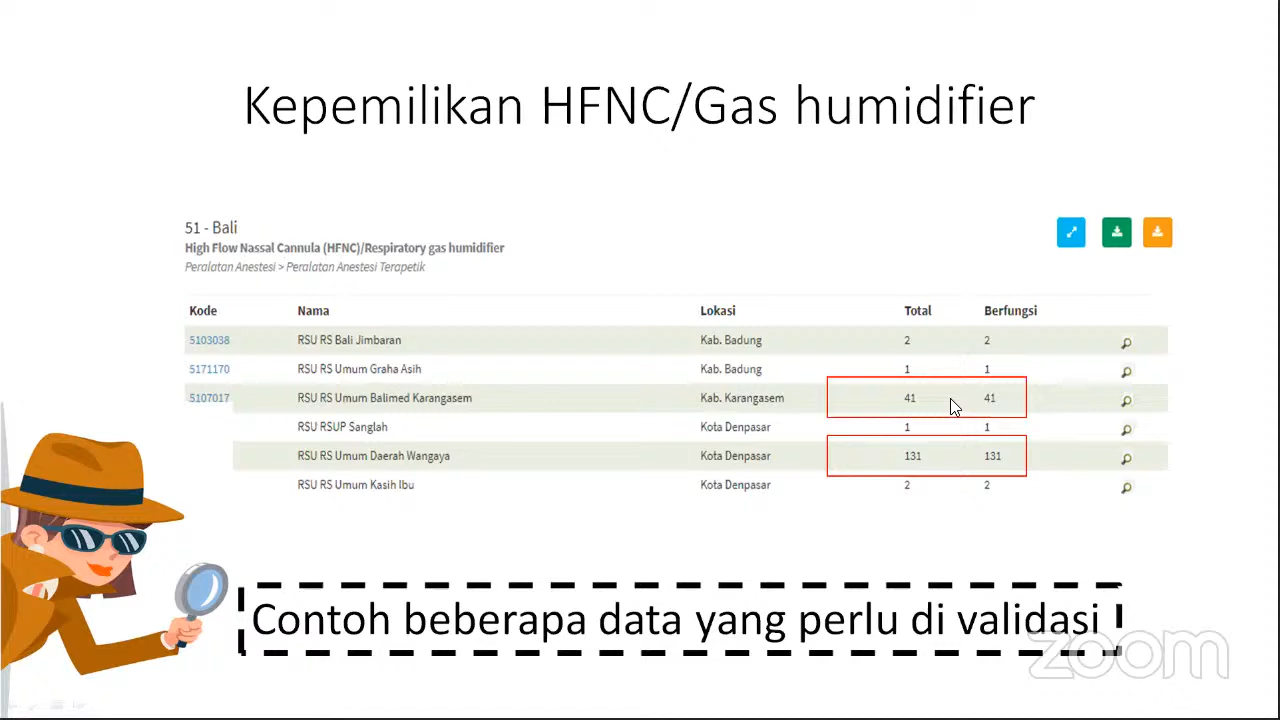 Kepemilikan HFNC/Gas humidifier
51 - Bali
High Flow Nassal Cannula (HFNC)/Respiratory gas humidifier
Peralatan Anestesi > Peralatan Anestesi Terapetik
Kode Nama Lokasi Total Berfungsi
5103038 RSU RS Bali Jimbaran Kab. Badung 2 2
5171170 RSU RS Umum Graha Asih Kab. Badung 1 1
5107017 RSU RS Umum Balimed Karangasem Kab. Karangasem 41 41
RSU RSUP Sanglah Kota Denpasar 1 1
RSU RS Umum Daerah Wangaya Kota Denpasar 131 131
RSU RS Umum Kasih Ibu Kota Denpasar 2 2
Contoh beberapa data yang perlu di validasi
zoom